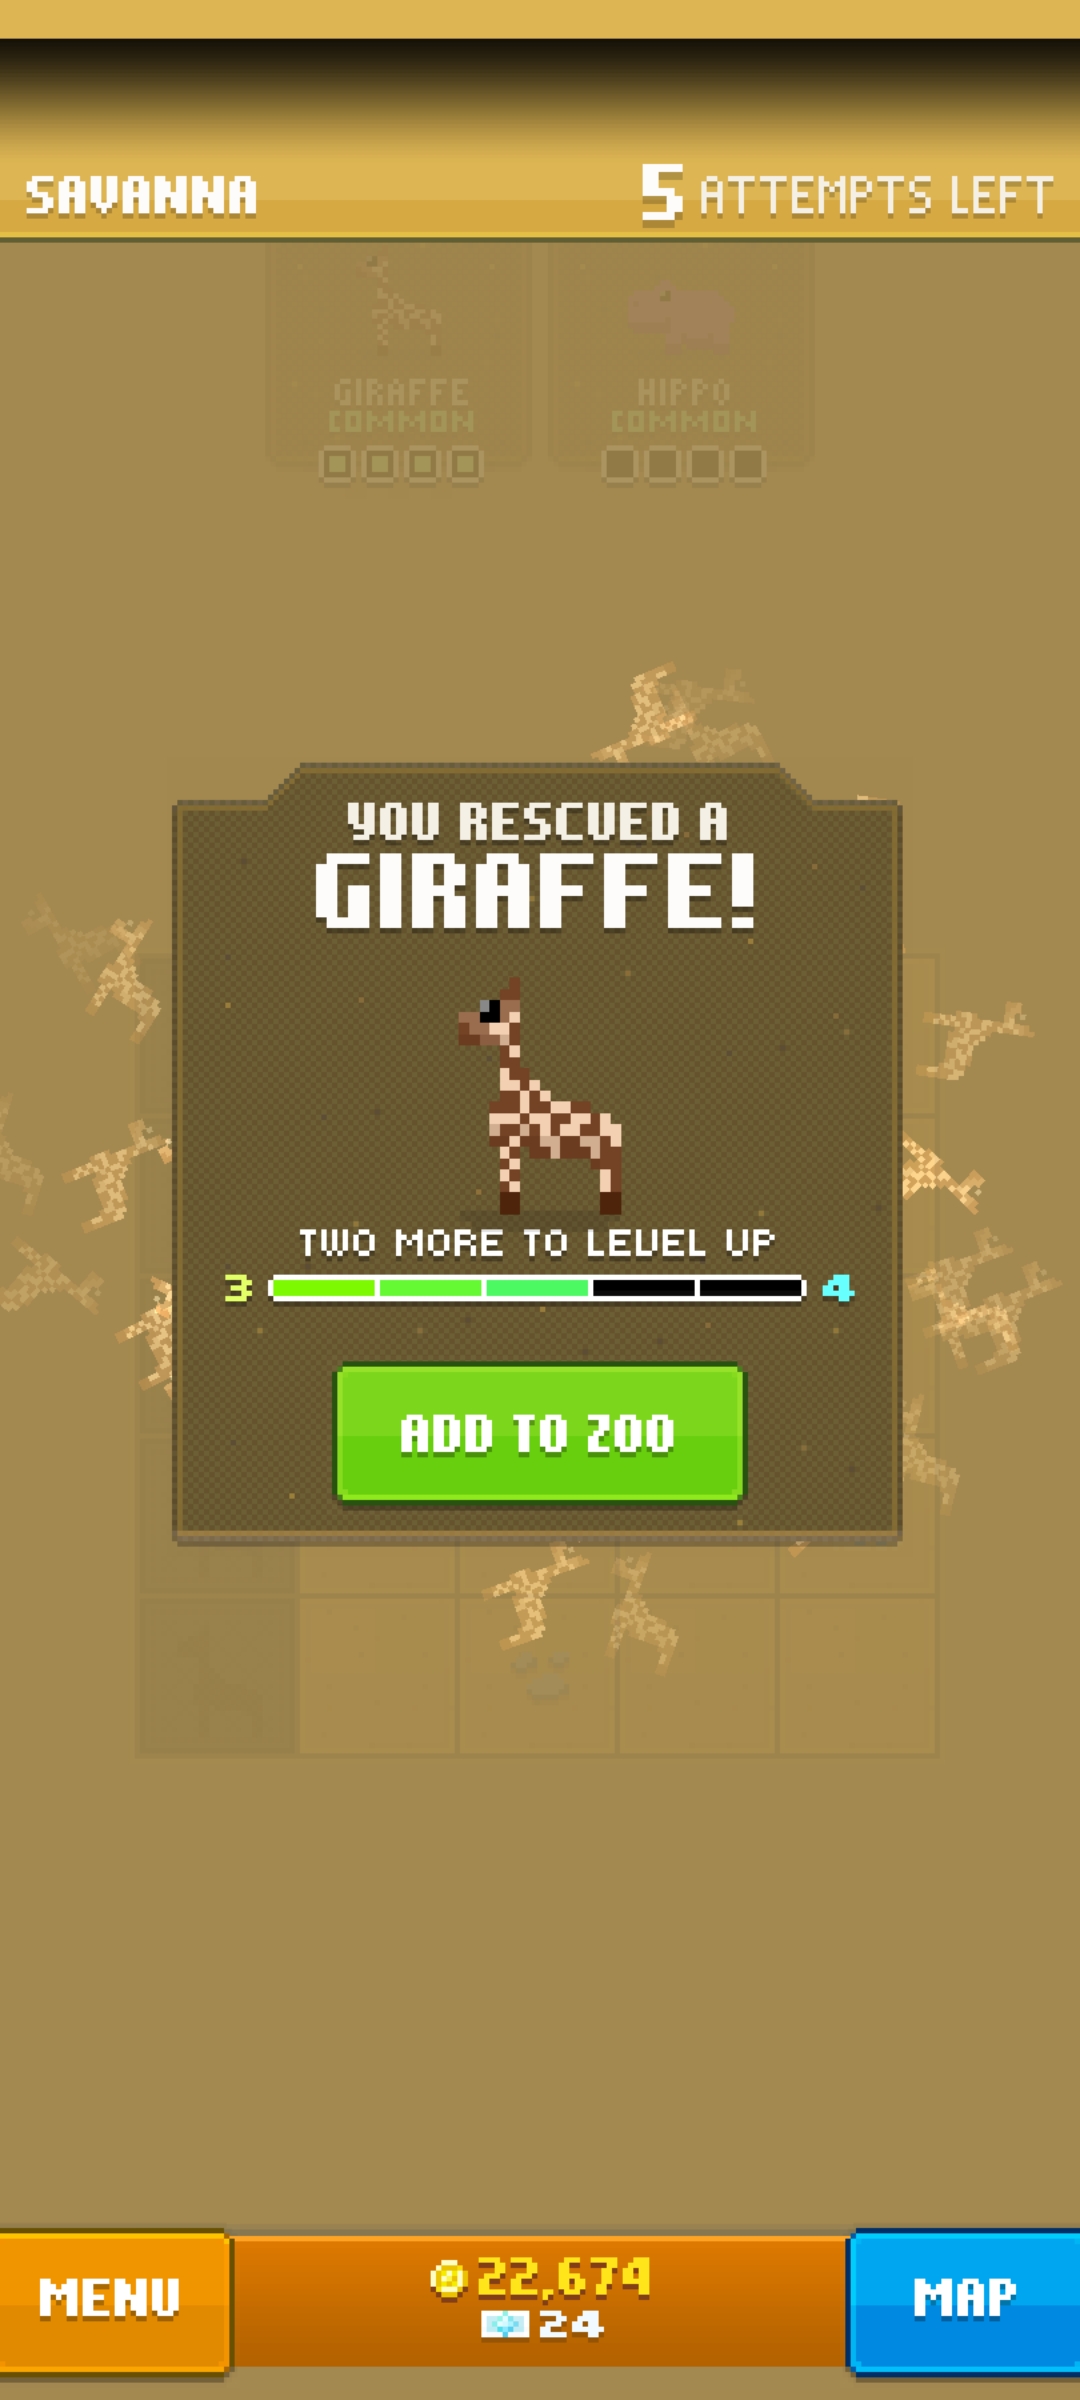 SAVANNA
5 ATTEMPTS LEFT
GIRAFFE
COMMON
HIPPO
COMMON
YOU RESCUED A
GIRAFFE!
TWO MORE TO LEVEL UP
3
4
ADD TO ZOO
MENU
22,674
24
MAP